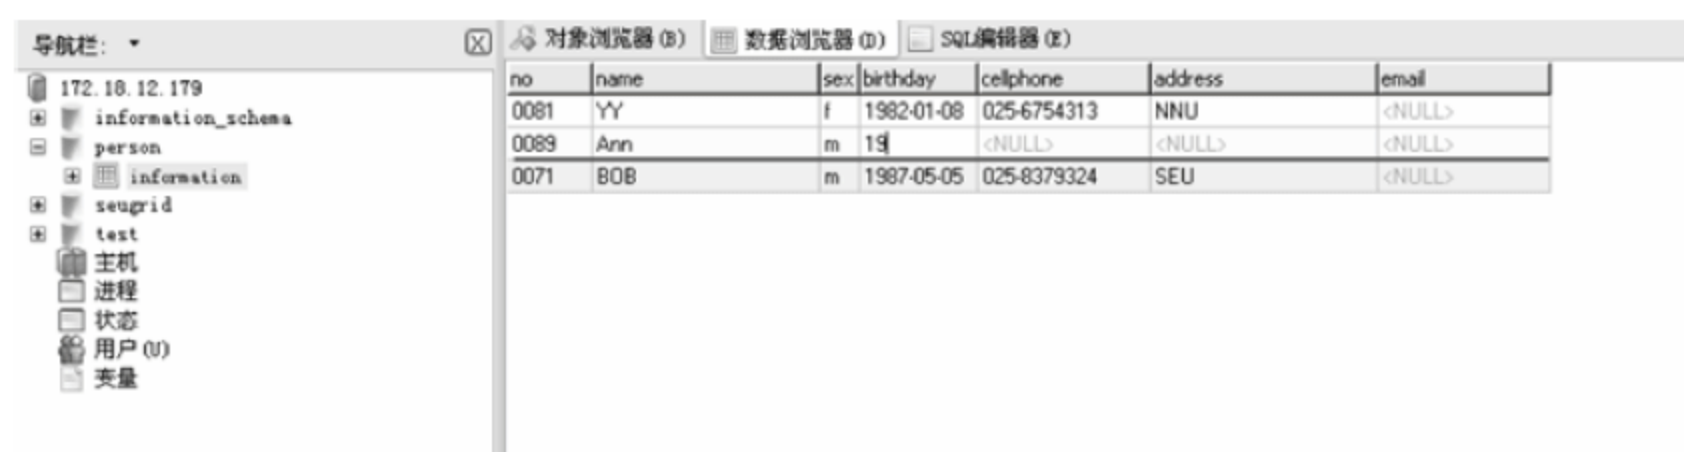 导航栏:
172.18.12.179
information_schema
person
information
seugrid
test
主机
进程
状态
用户(U)
变量
对象浏览器(B) 数据浏览器(D) SQL编辑器(E)
no name sex birthday cellphone address email
0081 YY f 1982-01-08 025-6754313 NNU <NULL>
0089 Ann m 19 <NULL> <NULL> <NULL>
0071 BOB m 1987-05-05 025-8379324 SEU <NULL>